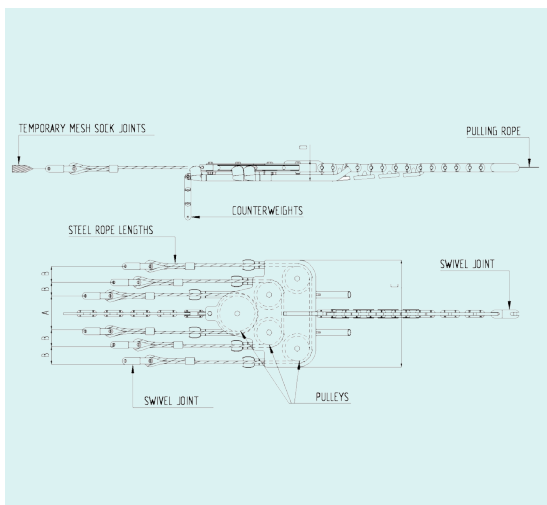 TEMPORARY MESH SOCK JOINTS
PULLING ROPE
COUNTERWEIGHTS
STEEL ROPE LENGTHS
SWIVEL JOINT
B
B
A
B
B
SWIVEL JOINT
PULLEYS